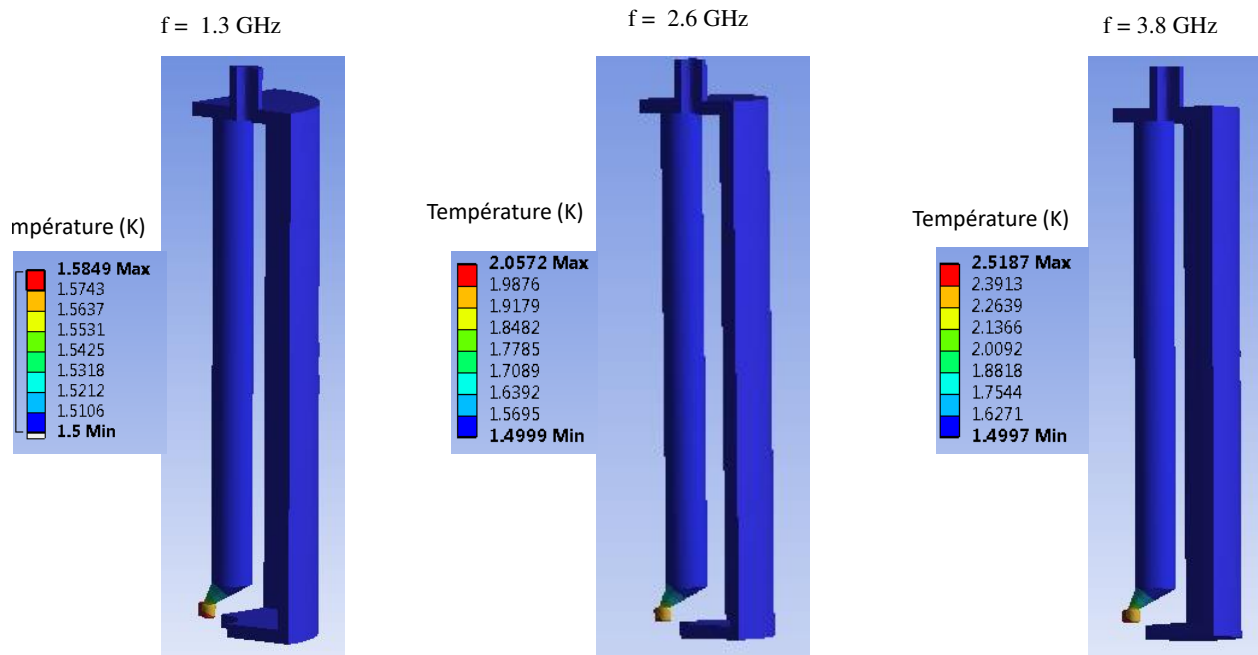 f = 1.3 GHz
mpérature (K)
1.5849 Max
1.5743
1.5637
1.5531
1.5425
1.5318
1.5212
1.5106
1.5 Min
f = 2.6 GHz
Température (K)
2.0572 Max
1.9876
1.9179
1.8482
1.7785
1.7089
1.6392
1.5695
1.4999 Min
f = 3.8 GHz
Température (K)
2.5187 Max
2.3913
2.2639
2.1366
2.0092
1.8818
1.7544
1.6271
1.4997 Min